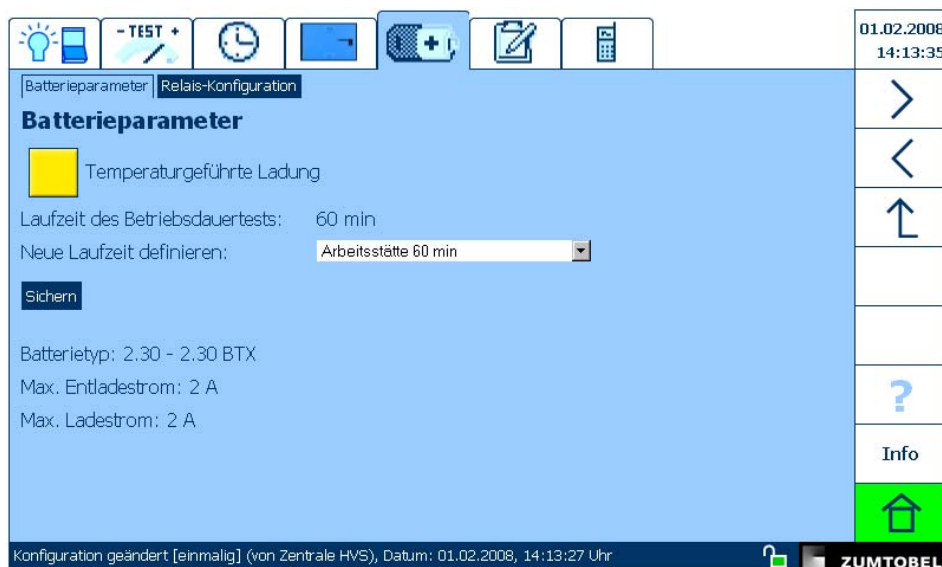 - TEST +
01.02.2008
14:13:35
Batterieparameter Relais-Konfiguration
Batterieparameter
Temperaturgeführte Ladung
Laufzeit des Betriebsdauertests: 60 min
Neue Laufzeit definieren: Arbeitsstätte 60 min
Sichern
Batterietyp: 2.30 - 2.30 BTX
Max. Entladestrom: 2 A
Max. Ladestrom: 2 A
?
Info
Konfiguration geändert [einmalig] (von Zentrale HVS), Datum: 01.02.2008, 14:13:27 Uhr
ZUMTOBEL